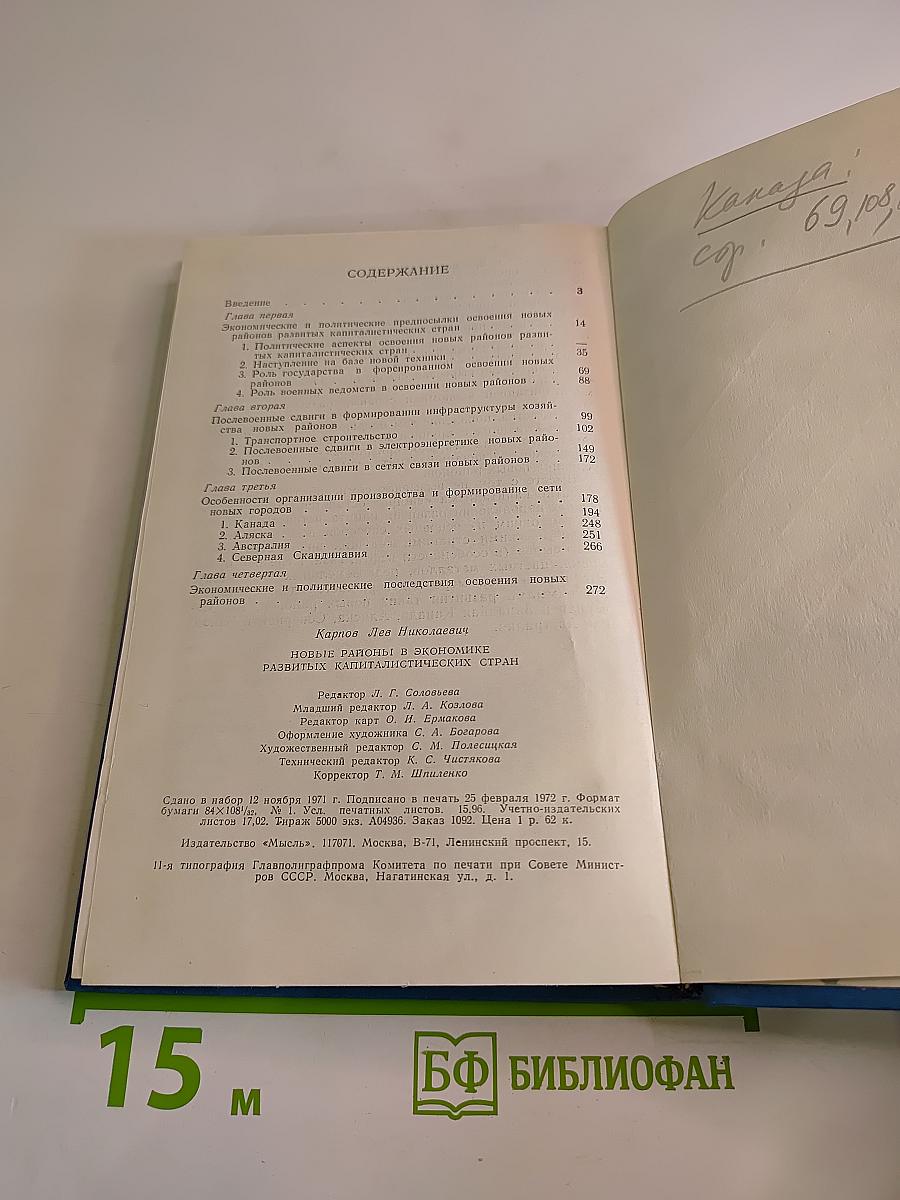 СОДЕРЖАНИЕ
Введение . . . . . . . . . . . . . . . 3
Глава первая
Экономические и политические предпосылки освоения новых
районов развитых капиталистических стран . . . . . . 14
1. Политические аспекты освоения новых районов разви-
тых капиталистических стран . . . . . . . . . —
2. Наступление на базе новой техники . . . . . . . 35
3. Роль государства в форсированном освоении новых
районов . . . . . . . . . . . . . 69
4. Роль военных ведомств в освоении новых районов . . 88
Глава вторая
Послевоенные сдвиги в формировании инфраструктуры хозяй-
ства новых районов . . . . . . . . . . . 99
1. Транспортное строительство . . . . . . . . 102
2. Послевоенные сдвиги в электроэнергетике новых райо-
нов . . . . . . . . . . . . . . 149
3. Послевоенные сдвиги в сетях связи новых районов . . 172
Глава третья
Особенности организации производства и формирование сети
новых городов . . . . . . . . . . . . . 178
1. Канада . . . . . . . . . . . . . . 194
2. Аляска . . . . . . . . . . . . . . 248
3. Австралия . . . . . . . . . . . . . 251
4. Северная Скандинавия . . . . . . . . . 266
Глава четвертая
Экономические и политические последствия освоения новых
районов . . . . . . . . . . . . . . . 272
Карпов Лев Николаевич
НОВЫЕ РАЙОНЫ В ЭКОНОМИКЕ
РАЗВИТЫХ КАПИТАЛИСТИЧЕСКИХ СТРАН
Редактор Л. Г. Соловьева
Младший редактор Л. А. Козлова
Редактор карт О. И. Ермакова
Оформление художника С. А. Богарова
Художественный редактор С. М. Полесицкая
Технический редактор К. С. Чистякова
Корректор Т. М. Шпиленко
Сдано в набор 12 ноября 1971 г. Подписано в печать 25 февраля 1972 г. Формат
бумаги 84×108¹/₃₂, № 1. Усл. печатных листов. 15,96. Учетно-издательских
листов 17,02. Тираж 5000 экз. А04936. Заказ 1092. Цена 1 р. 62 к.
Издательство «Мысль». 117071. Москва, В-71, Ленинский проспект, 15.
11-я типография Главполиграфпрома Комитета по печати при Совете Минист-
ров СССР. Москва, Нагатинская ул., д. 1.
Канада:
стр. 69, 108,
15 м
БФ БИБЛИОФАН